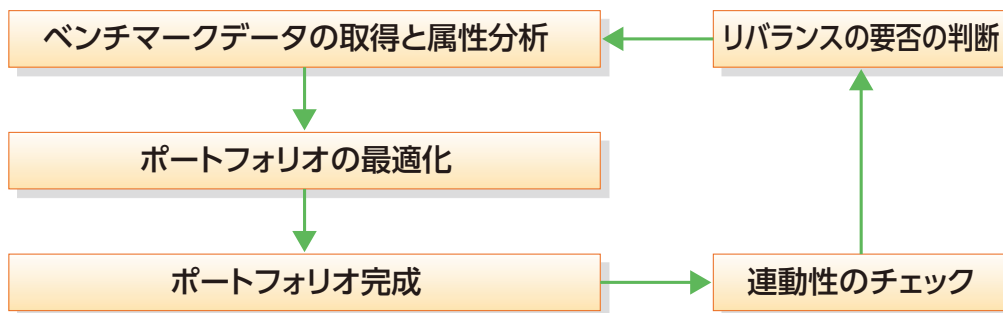 ベンチマークデータの取得と属性分析
リバランスの要否の判断
ポートフォリオの最適化
ポートフォリオ完成
連動性のチェック